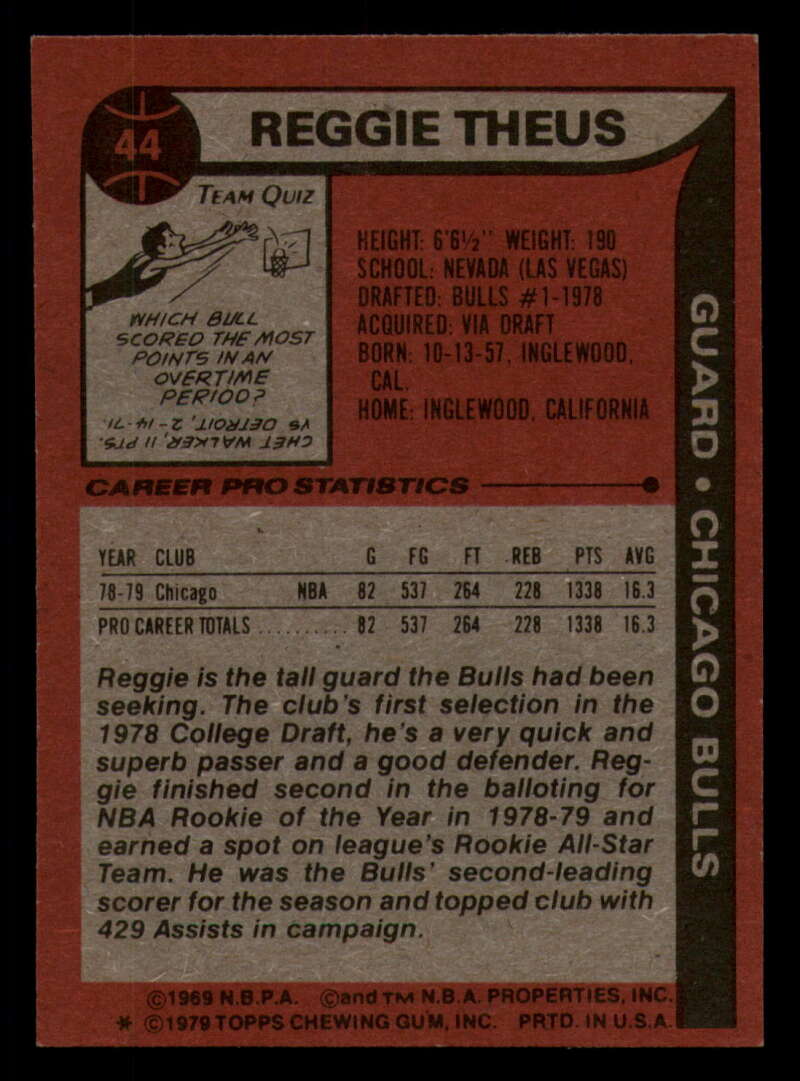 44
REGGIE THEUS
TEAM QUIZ
WHICH BULL
SCORED THE MOST
POINTS IN AN
OVERTIME
PERIOD?
CHET WALKER, 11 PTS.
VS DETROIT, 2-14-71.
HEIGHT: 6'6½" WEIGHT: 190
SCHOOL: NEVADA (LAS VEGAS)
DRAFTED: BULLS #1-1978
ACQUIRED: VIA DRAFT
BORN: 10-13-57, INGLEWOOD,
CAL.
HOME: INGLEWOOD, CALIFORNIA
GUARD • CHICAGO BULLS
CAREER PRO STATISTICS
YEAR CLUB G FG FT REB PTS AVG
78-79 Chicago NBA 82 537 264 228 1338 16.3
PRO CAREER TOTALS .......... 82 537 264 228 1338 16.3
Reggie is the tall guard the Bulls had been
seeking. The club's first selection in the
1978 College Draft, he's a very quick and
superb passer and a good defender. Reg-
gie finished second in the balloting for
NBA Rookie of the Year in 1978-79 and
earned a spot on league's Rookie All-Star
Team. He was the Bulls' second-leading
scorer for the season and topped club with
429 Assists in campaign.
©1969 N.B.P.A. ©and TM N.B.A. PROPERTIES, INC.
* ©1979 TOPPS CHEWING GUM, INC. PRTD. IN U.S.A.